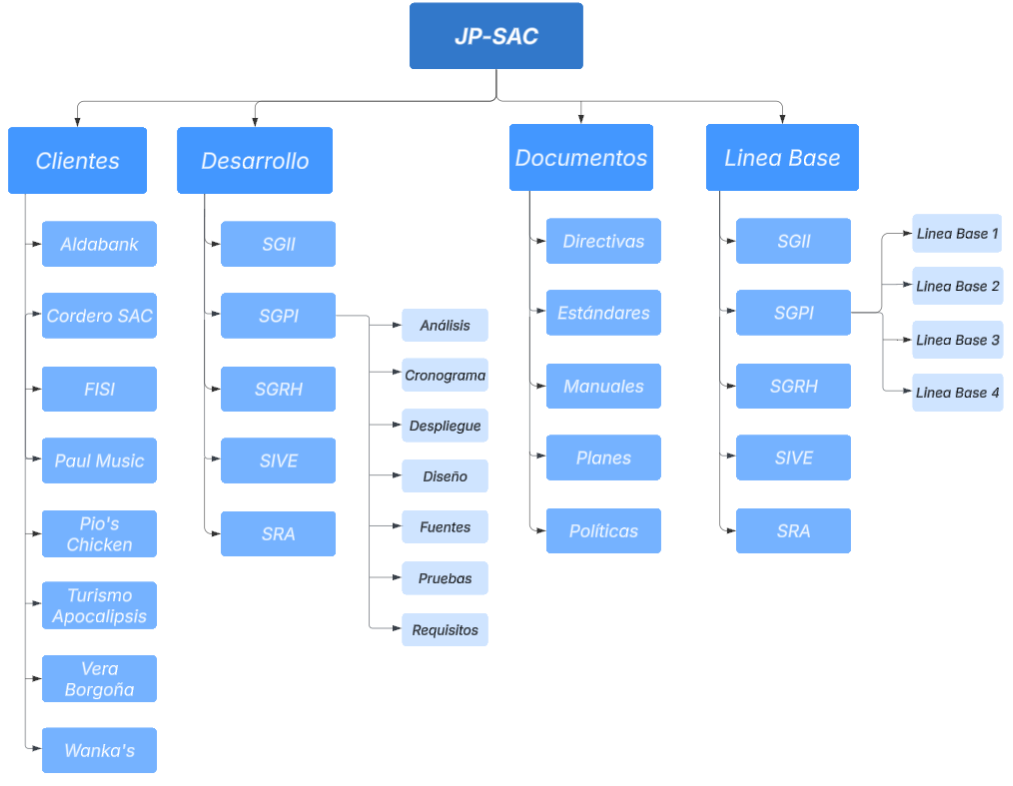 JP-SAC
Clientes
Desarrollo
Documentos
Linea Base
Aldabank
Cordero SAC
FISI
Paul Music
Pio's
Chicken
Turismo
Apocalipsis
Vera
Borgoña
Wanka's
SGII
SGPI
SGRH
SIVE
SRA
Análisis
Cronograma
Despliegue
Diseño
Fuentes
Pruebas
Requisitos
Directivas
Estándares
Manuales
Planes
Políticas
SGII
SGPI
SGRH
SIVE
SRA
Linea Base 1
Linea Base 2
Linea Base 3
Linea Base 4